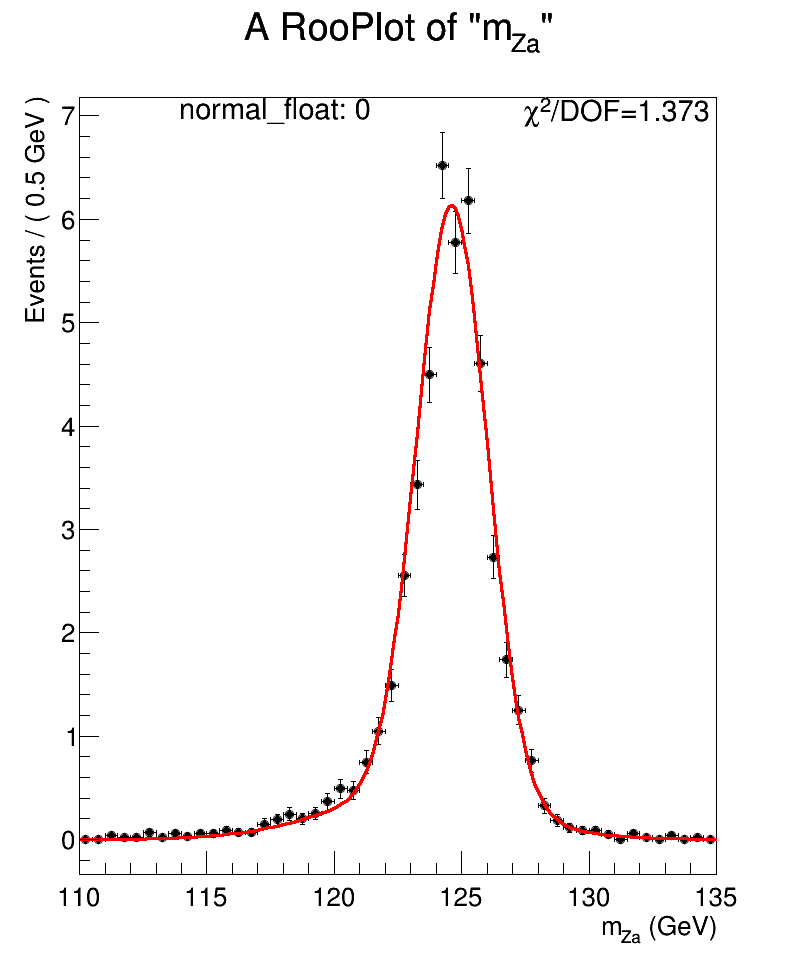 A RooPlot of "m_Za"
normal_float: 0
χ²/DOF=1.373
Events / ( 0.5 GeV )
7
6
5
4
3
2
1
0
110 115 120 125 130 135
m_Za (GeV)